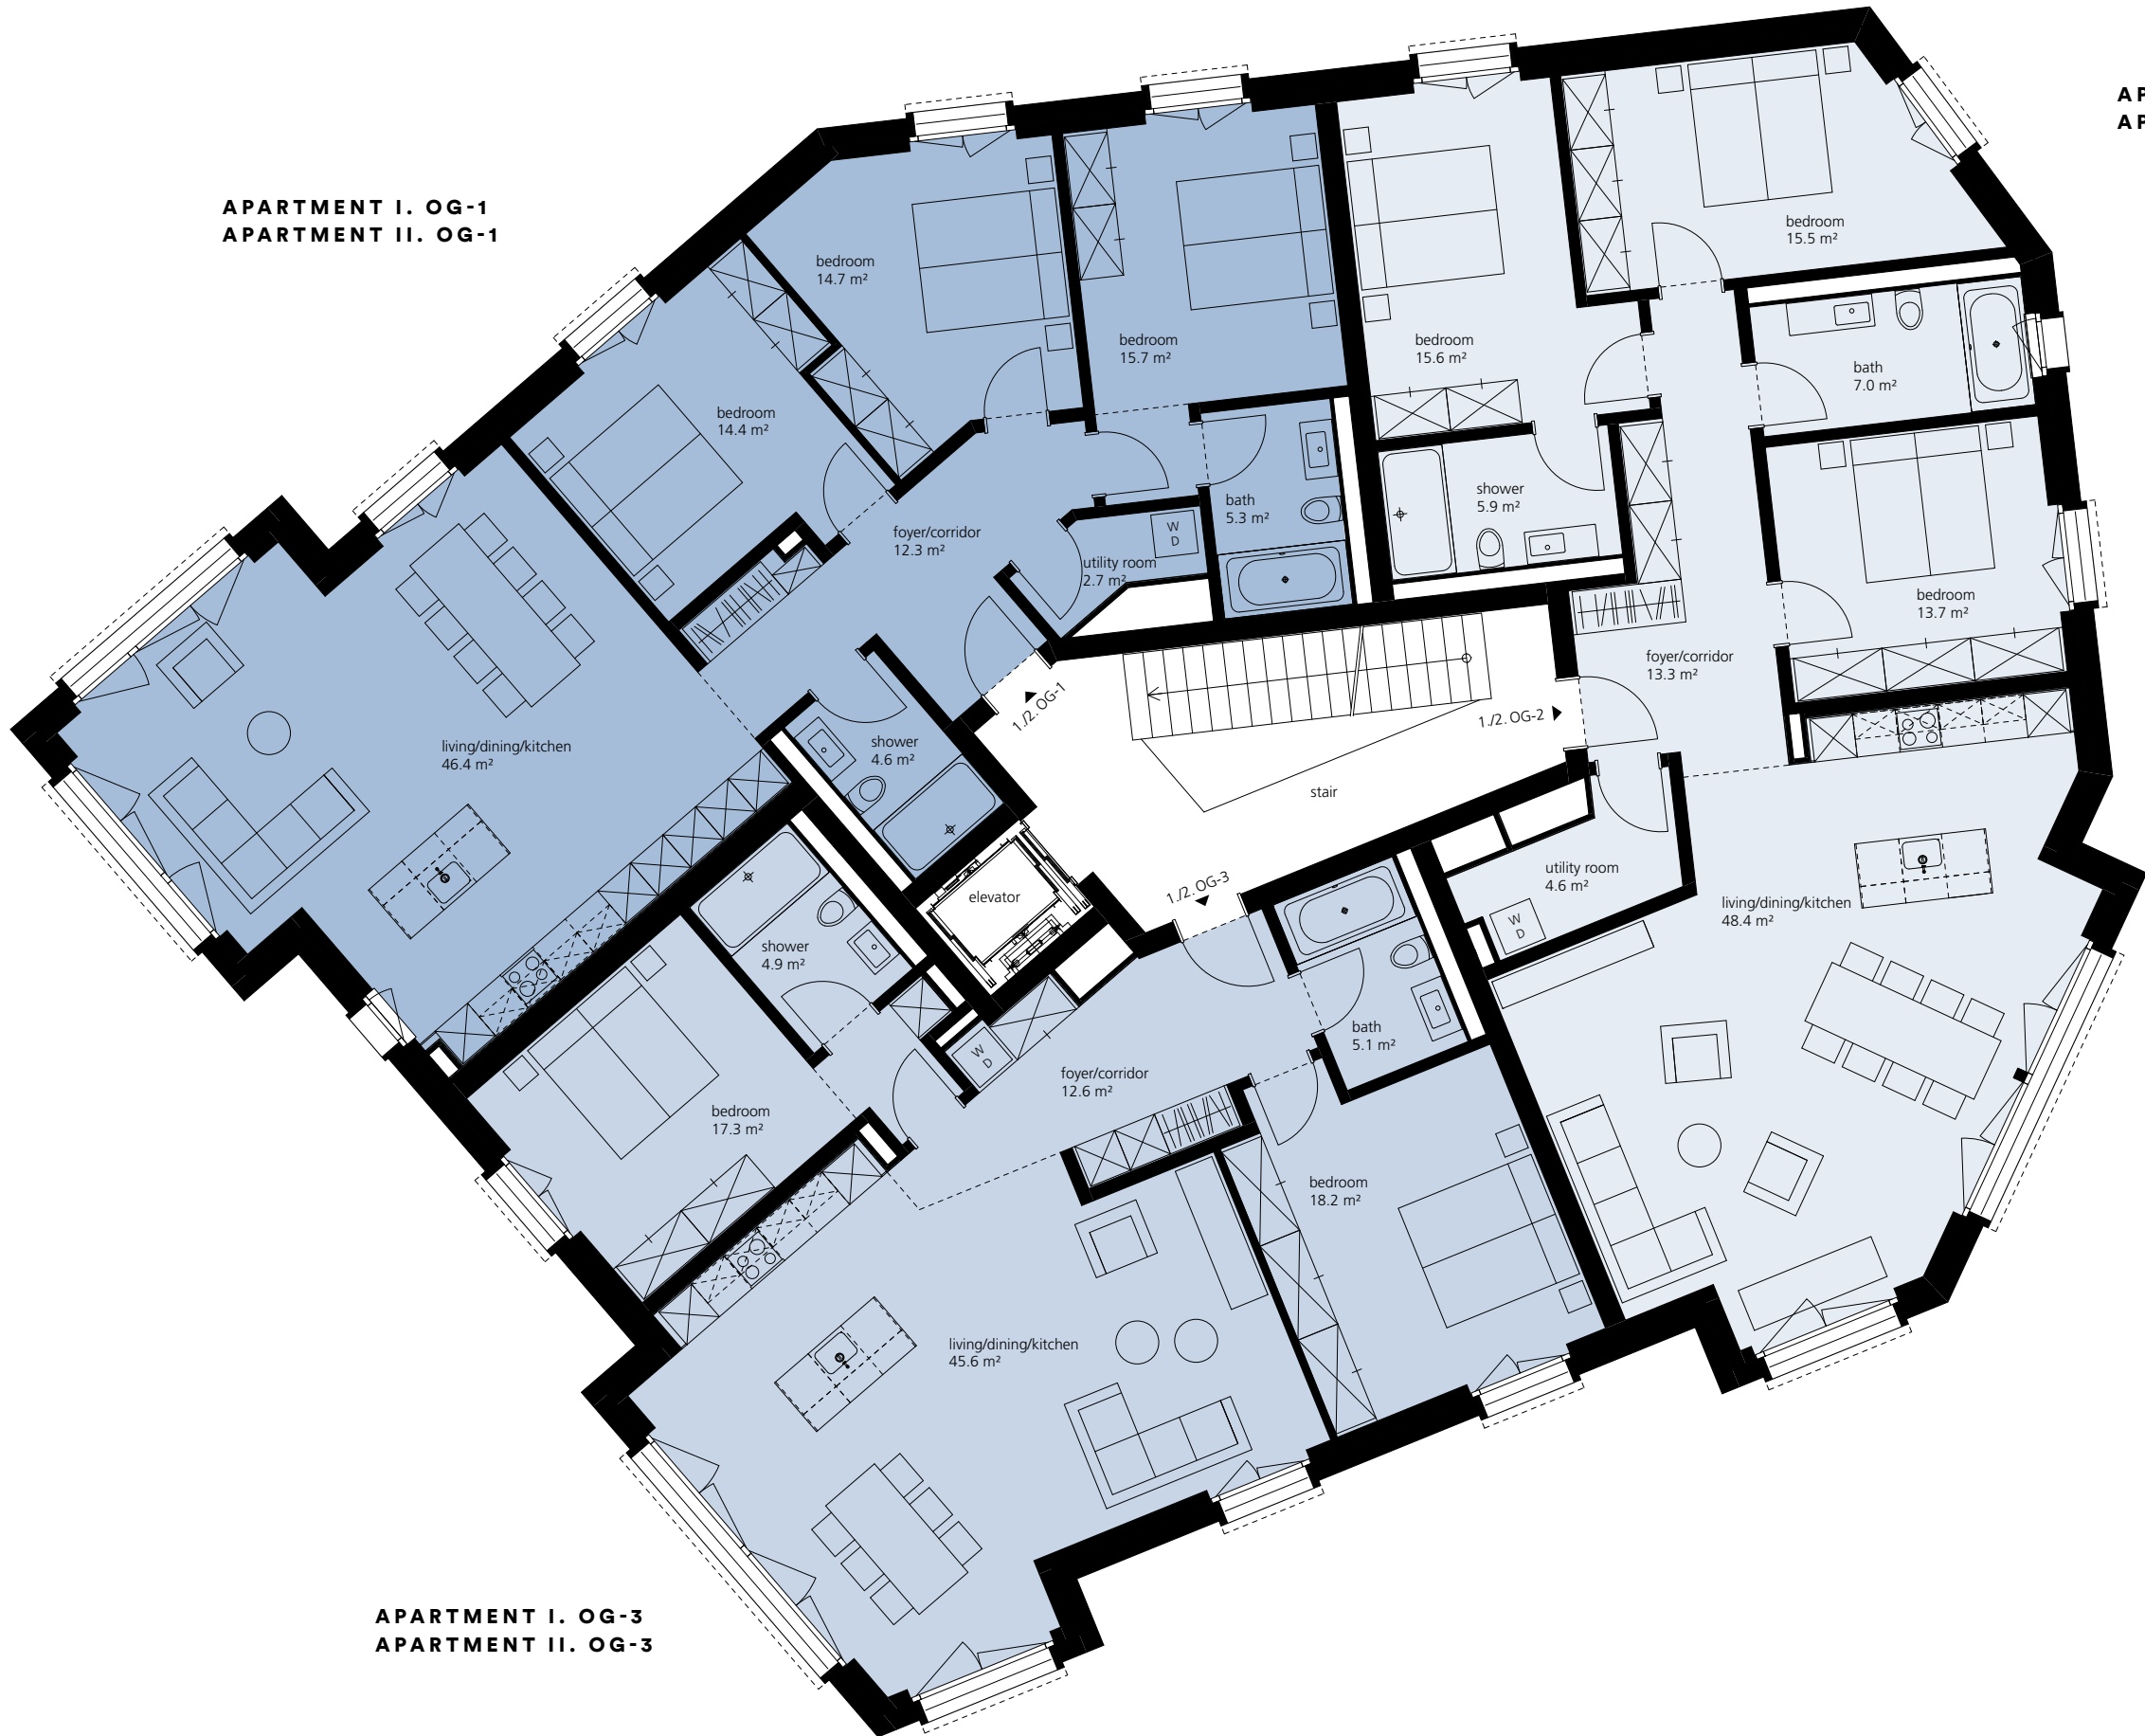 AP
AP
APARTMENT I. OG-1
APARTMENT II. OG-1
bedroom
15.5 m²
bedroom
14.7 m²
bedroom
15.7 m²
bedroom
15.6 m²
bath
7.0 m²
bedroom
14.4 m²
bath
5.3 m²
shower
5.9 m²
foyer/corridor
12.3 m²
W
D
utility room
2.7 m²
bedroom
13.7 m²
foyer/corridor
13.3 m²
1./2. OG-1
1./2. OG-2
living/dining/kitchen
46.4 m²
shower
4.6 m²
stair
utility room
4.6 m²
W
D
living/dining/kitchen
48.4 m²
elevator
1./2. OG-3
shower
4.9 m²
bath
5.1 m²
W
D
foyer/corridor
12.6 m²
bedroom
17.3 m²
bedroom
18.2 m²
living/dining/kitchen
45.6 m²
APARTMENT I. OG-3
APARTMENT II. OG-3